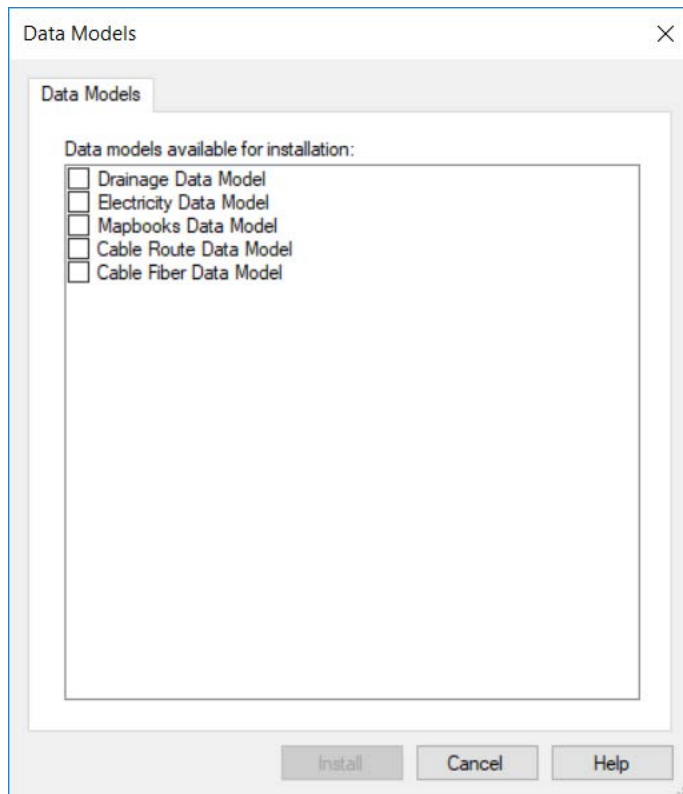 Data Models
Data Models
Data models available for installation:
Drainage Data Model
Electricity Data Model
Mapbooks Data Model
Cable Route Data Model
Cable Fiber Data Model
Install
Cancel
Help